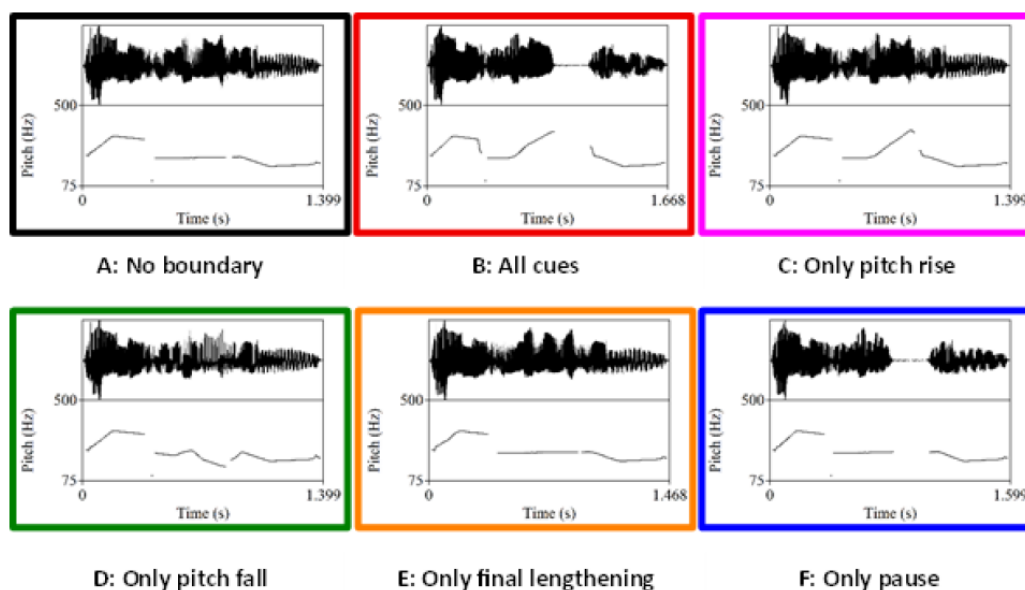 500
Pitch (Hz)
75
0
1.399
Time (s)
A: No boundary
500
Pitch (Hz)
75
0
1.668
Time (s)
B: All cues
500
Pitch (Hz)
75
0
1.399
Time (s)
C: Only pitch rise
500
Pitch (Hz)
75
0
1.399
Time (s)
D: Only pitch fall
500
Pitch (Hz)
75
0
1.468
Time (s)
E: Only final lengthening
500
Pitch (Hz)
75
0
1.599
Time (s)
F: Only pause